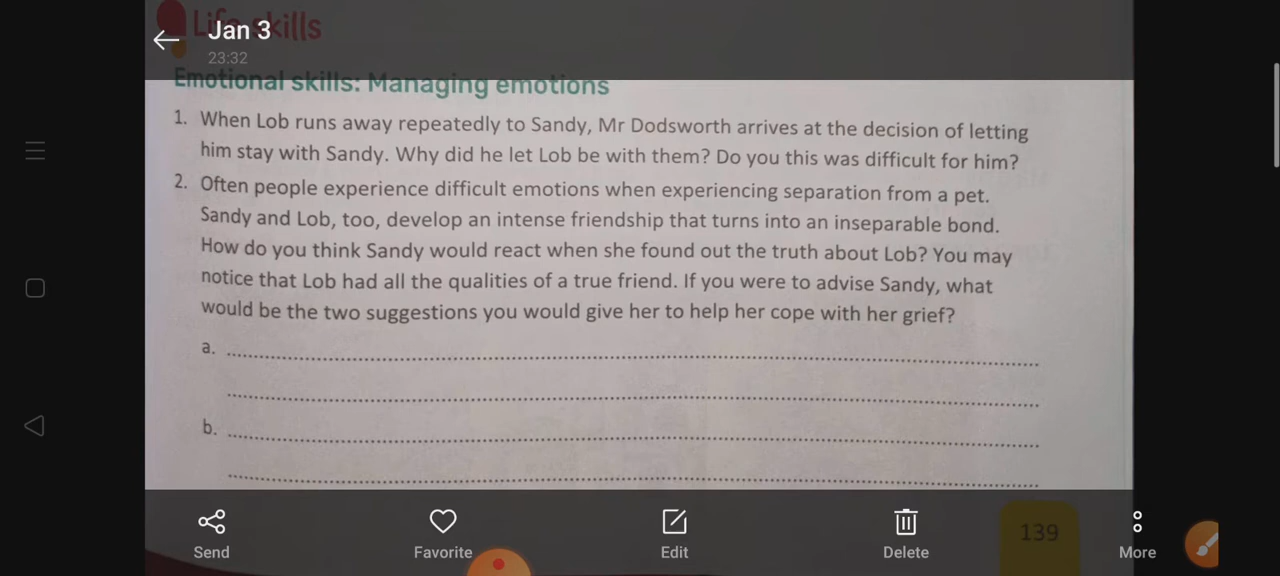 Life skills
Jan 3
23:32
Emotional skills: Managing emotions
1. When Lob runs away repeatedly to Sandy, Mr Dodsworth arrives at the decision of letting
him stay with Sandy. Why did he let Lob be with them? Do you this was difficult for him?
2. Often people experience difficult emotions when experiencing separation from a pet.
Sandy and Lob, too, develop an intense friendship that turns into an inseparable bond.
How do you think Sandy would react when she found out the truth about Lob? You may
notice that Lob had all the qualities of a true friend. If you were to advise Sandy, what
would be the two suggestions you would give her to help her cope with her grief?
a.
b.
139
Send Favorite Edit Delete More